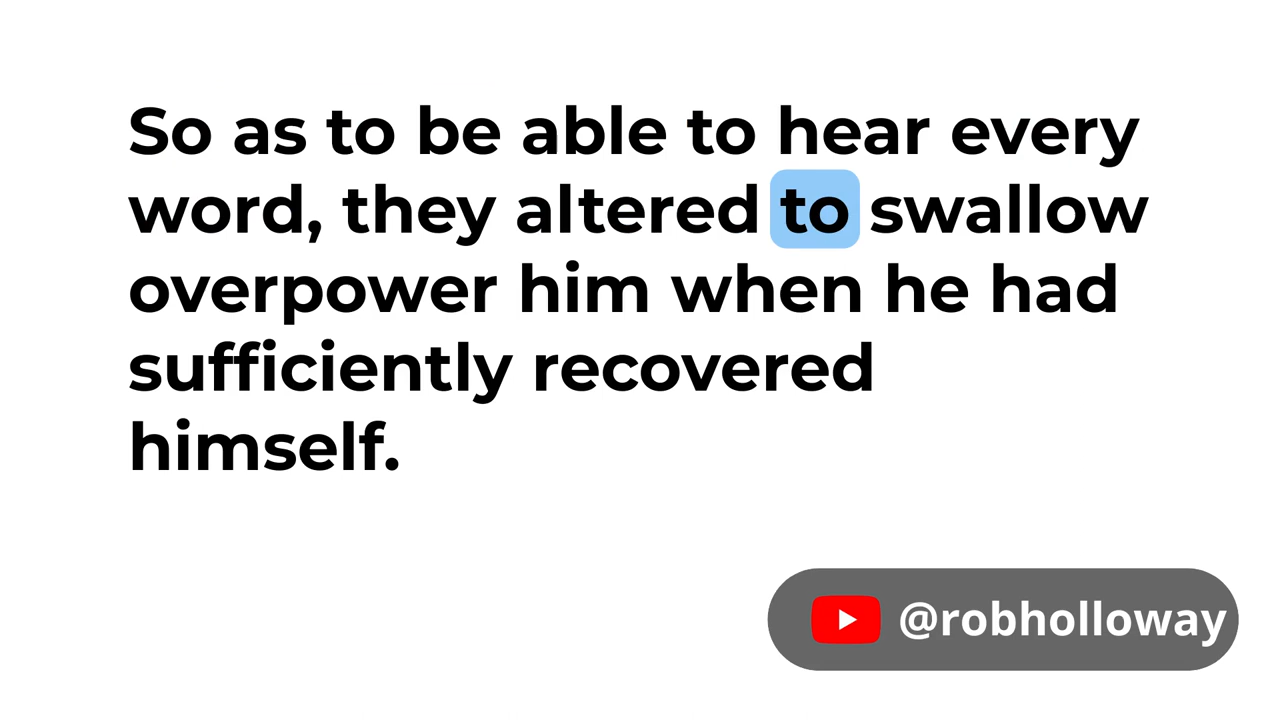 So as to be able to hear every
word, they altered to swallow
overpower him when he had
sufficiently recovered
himself.
@robholloway